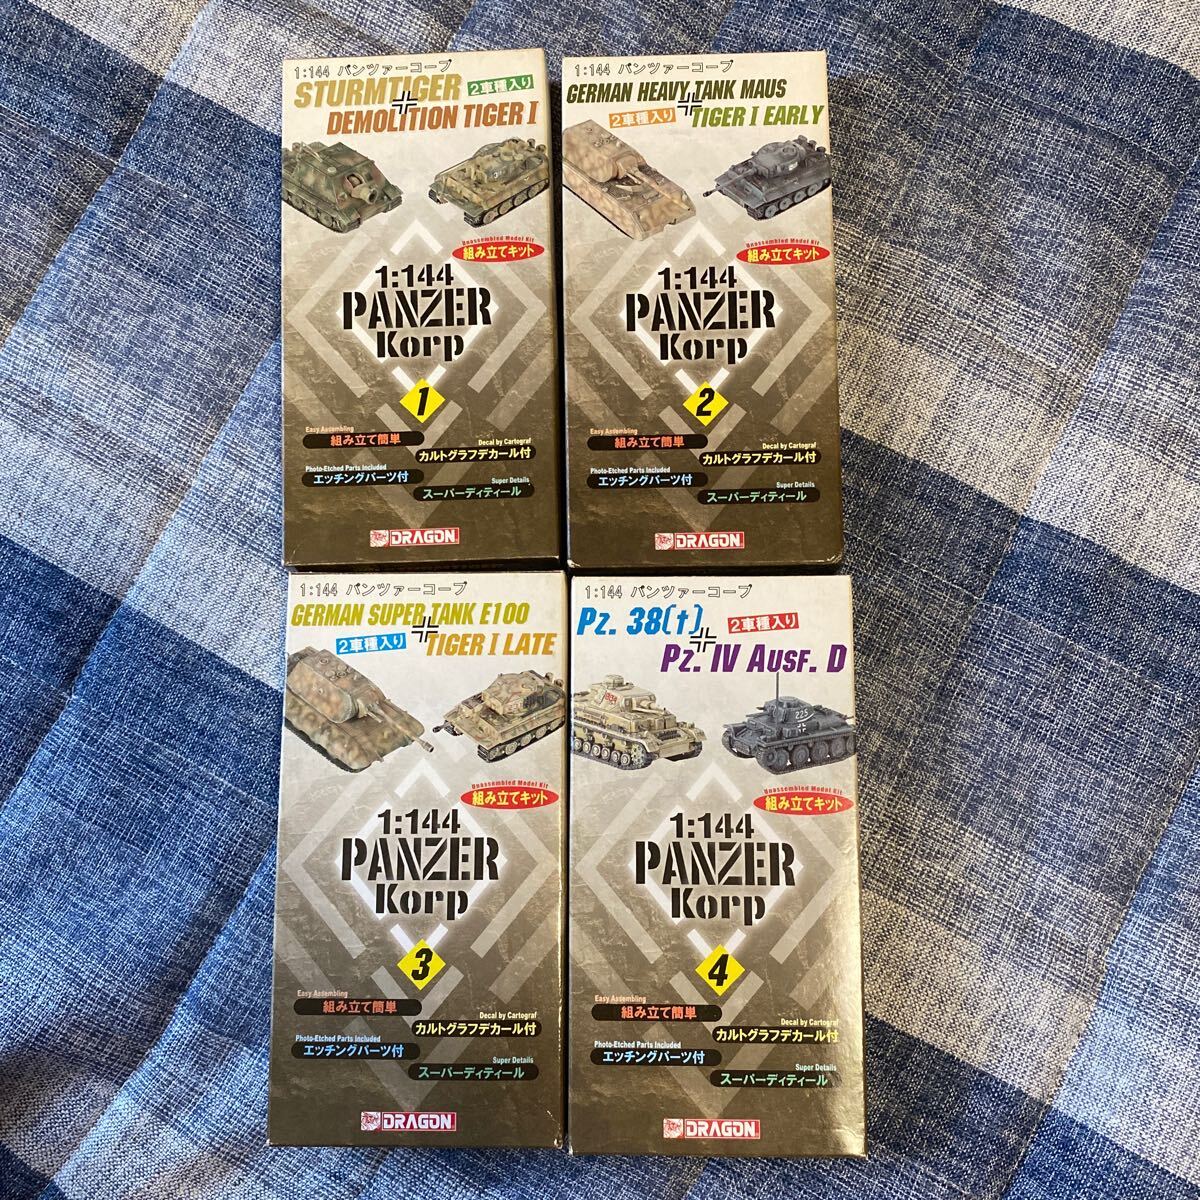 1:144 パンツァーコープ
STURMTIGER
2車種入り
DEMOLITION TIGER I
Unassembled Model Kit
組み立てキット
1:144
PANZER
Korp
1
Easy Assembling
組み立て簡単
Decal by Cartograf
カルトグラフデカール付
Photo-Etched Parts Included
エッチングパーツ付
Super Details
スーパーディティール
DRAGON
1:144 パンツァーコープ
GERMAN HEAVY TANK MAUS
2車種入り
TIGER I EARLY
Unassembled Model Kit
組み立てキット
1:144
PANZER
Korp
2
Easy Assembling
組み立て簡単
Decal by Cartograf
カルトグラフデカール付
Photo-Etched Parts Included
エッチングパーツ付
Super Details
スーパーディティール
DRAGON
1:144 パンツァーコープ
GERMAN SUPER TANK E100
2車種入り
TIGER I LATE
Unassembled Model Kit
組み立てキット
1:144
PANZER
Korp
3
Easy Assembling
組み立て簡単
Decal by Cartograf
カルトグラフデカール付
Photo-Etched Parts Included
エッチングパーツ付
Super Details
スーパーディティール
DRAGON
1:144 パンツァーコープ
Pz. 38(t)
2車種入り
Pz. IV Ausf. D
225
Unassembled Model Kit
組み立てキット
1:144
PANZER
Korp
4
Easy Assembling
組み立て簡単
Decal by Cartograf
カルトグラフデカール付
Photo-Etched Parts Included
エッチングパーツ付
Super Details
スーパーディティール
DRAGON